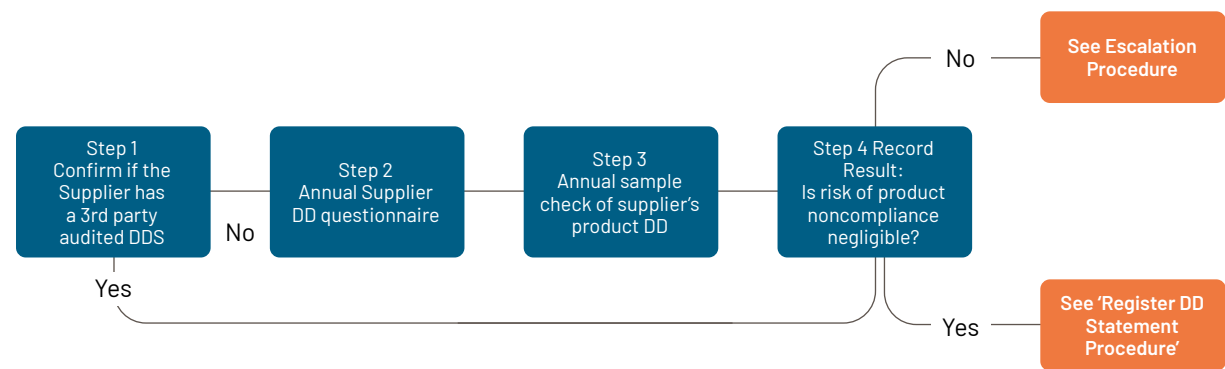 No
See Escalation
Procedure
Step 1
Confirm if the
Supplier has
a 3rd party
audited DDS
No
Step 2
Annual Supplier
DD questionnaire
Step 3
Annual sample
check of supplier's
product DD
Step 4 Record
Result:
Is risk of product
noncompliance
negligible?
Yes
Yes
See ‘Register DD
Statement
Procedure’